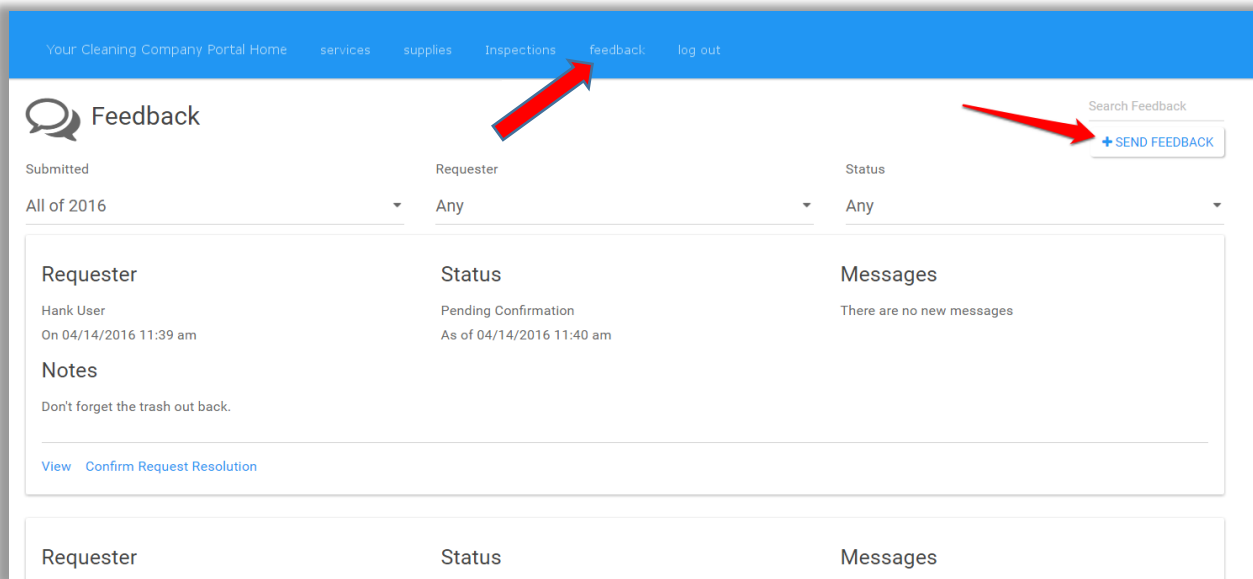 Your Cleaning Company Portal Home services supplies Inspections feedback log out
Feedback
Search Feedback
+ SEND FEEDBACK
Submitted Requester Status
All of 2016 Any Any
Requester Status Messages
Hank User Pending Confirmation There are no new messages
On 04/14/2016 11:39 am As of 04/14/2016 11:40 am
Notes
Don't forget the trash out back.
View Confirm Request Resolution
Requester Status Messages